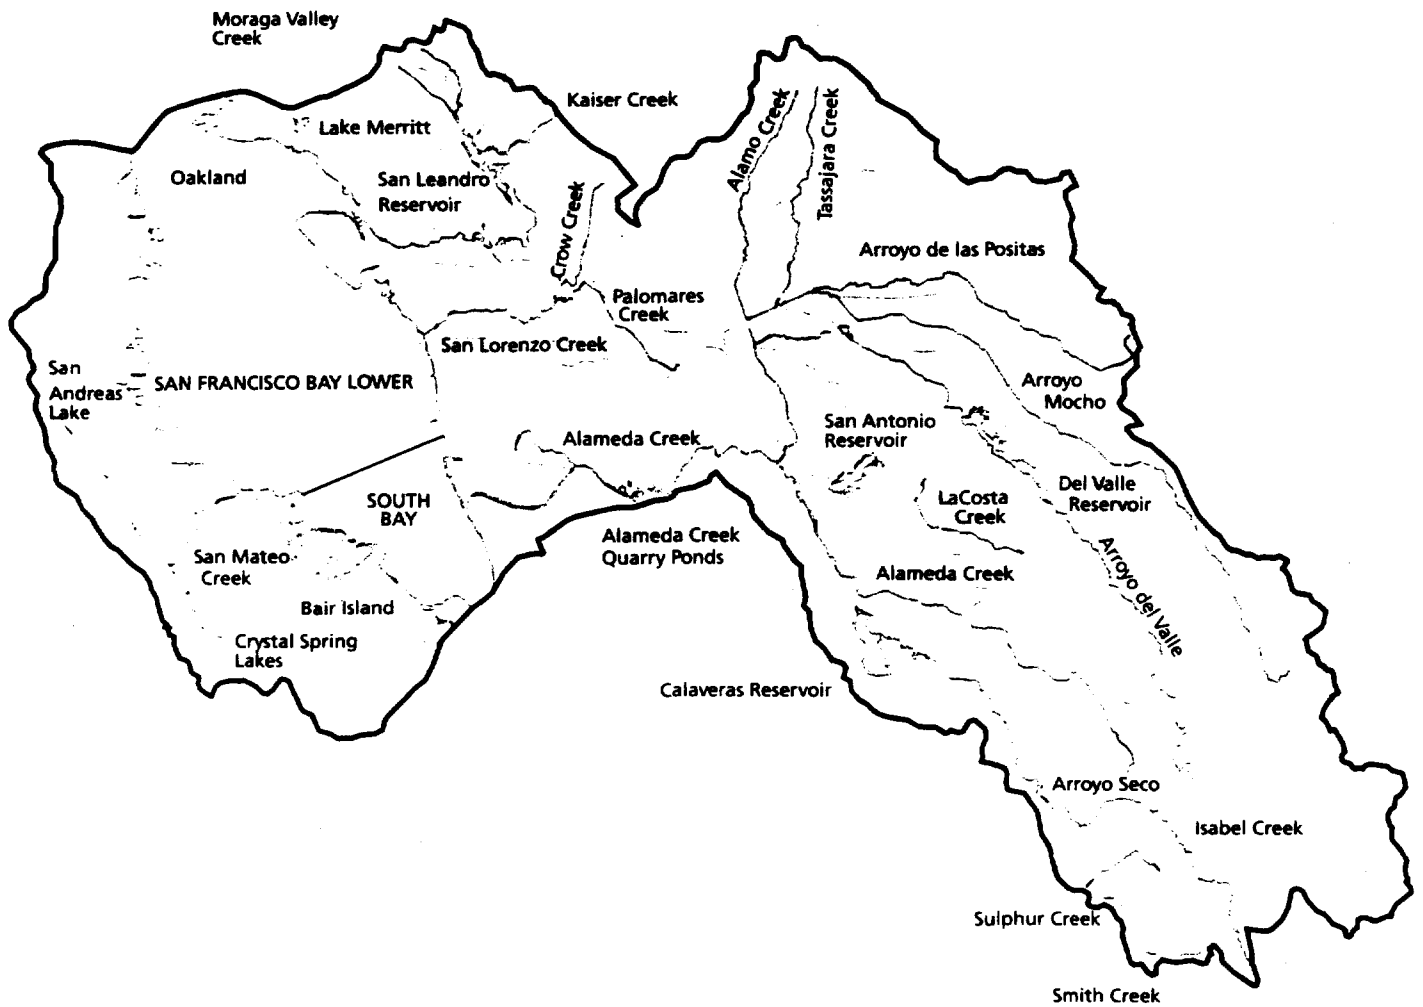 Moraga Valley
Creek
Kaiser Creek
Lake Merritt
Alamo Creek
Tassajara Creek
Oakland
San Leandro
Reservoir
Crow Creek
Arroyo de las Positas
Palomares
Creek
San Lorenzo Creek
San
Andreas
Lake
SAN FRANCISCO BAY LOWER
Arroyo
Mocho
San Antonio
Reservoir
Alameda Creek
Del Valle
Reservoir
SOUTH
BAY
LaCosta
Creek
Alameda Creek
Quarry Ponds
San Mateo
Creek
Alameda Creek
Arroyo del Valle
Bair Island
Crystal Spring
Lakes
Calaveras Reservoir
Arroyo Seco
Isabel Creek
Sulphur Creek
Smith Creek